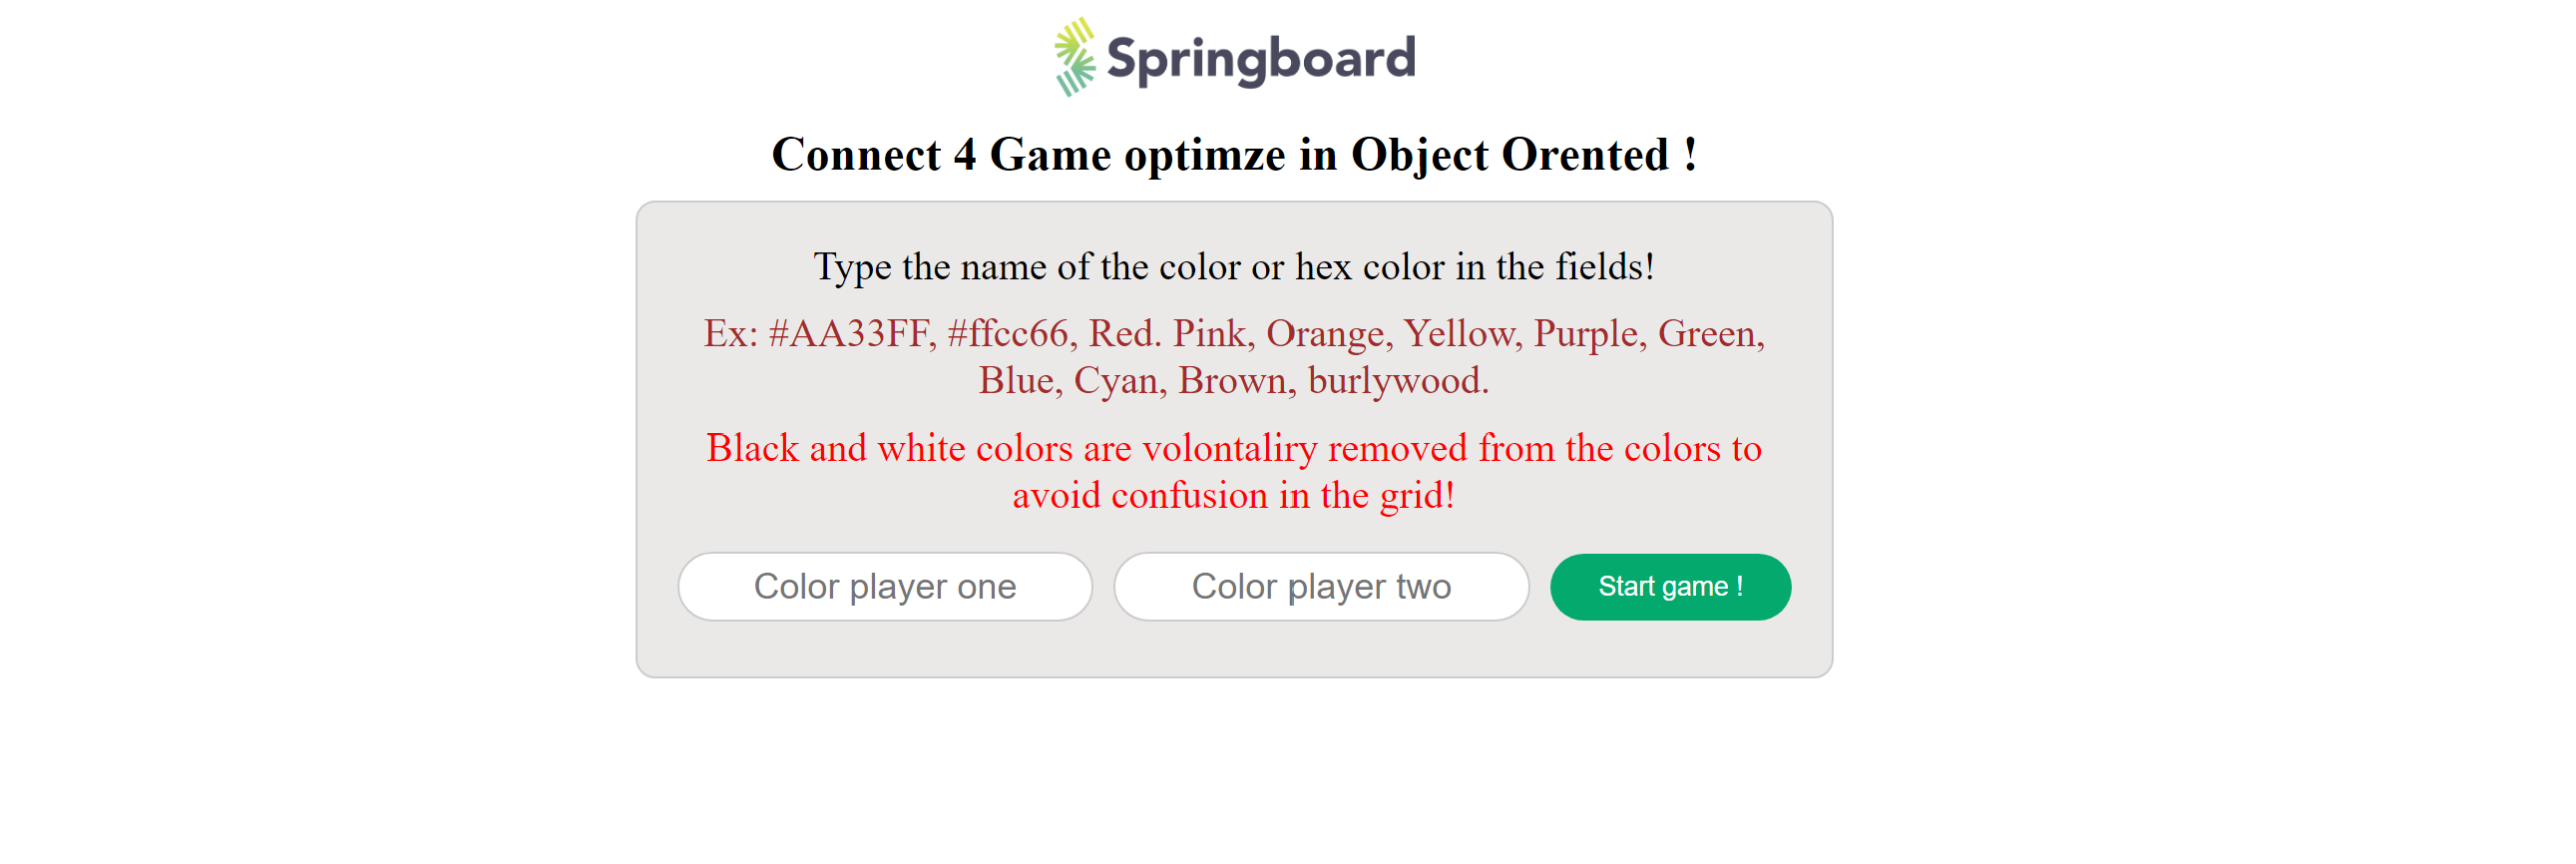 Springboard
Connect 4 Game optimze in Object Orented !
Type the name of the color or hex color in the fields!
Ex: #AA33FF, #ffcc66, Red. Pink, Orange, Yellow, Purple, Green,
Blue, Cyan, Brown, burlywood.
Black and white colors are volontaliry removed from the colors to
avoid confusion in the grid!
Color player one
Color player two
Start game !